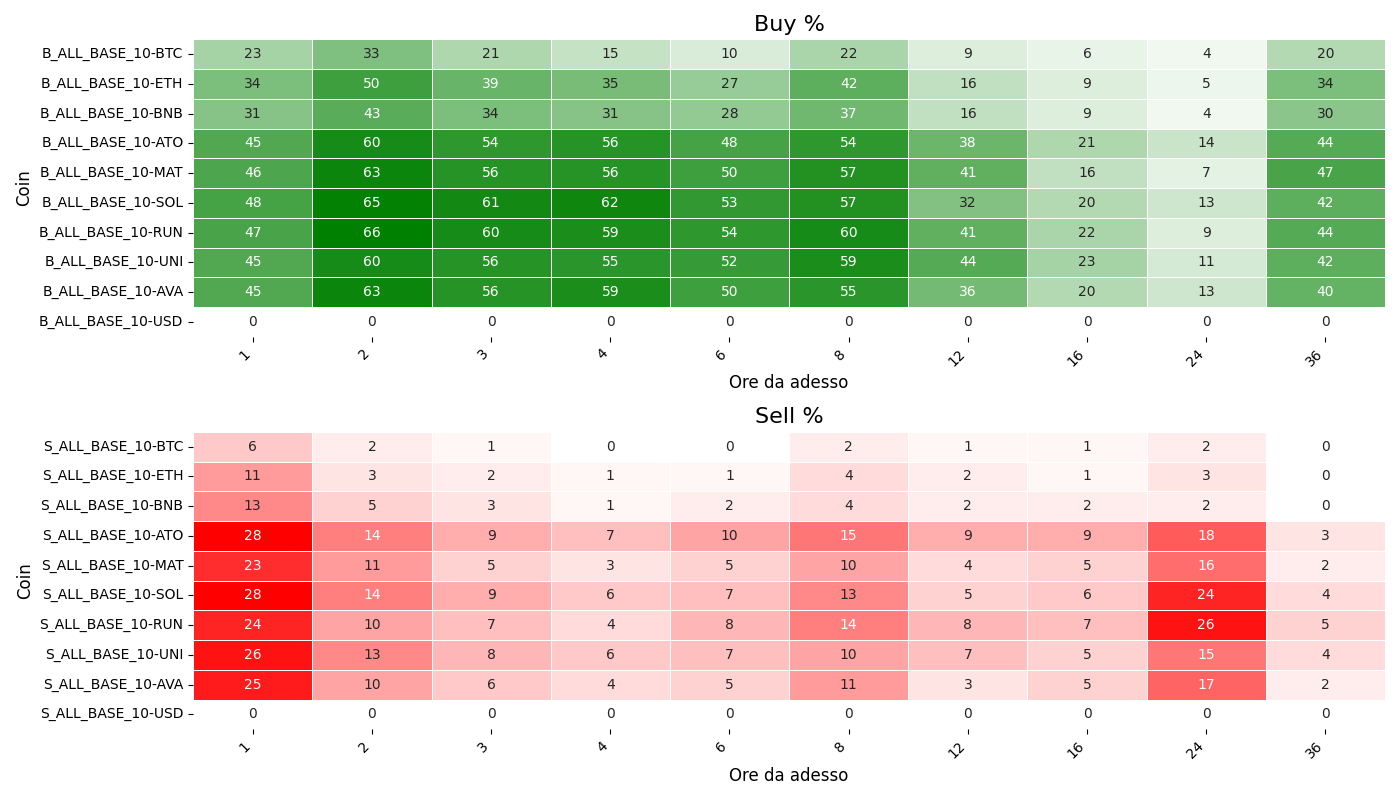 Buy %
Coin
B_ALL_BASE_10-BTC 23 33 21 15 10 22 9 6 4 20
B_ALL_BASE_10-ETH 34 50 39 35 27 42 16 9 5 34
B_ALL_BASE_10-BNB 31 43 34 31 28 37 16 9 4 30
B_ALL_BASE_10-ATO 45 60 54 56 48 54 38 21 14 44
B_ALL_BASE_10-MAT 46 63 56 56 50 57 41 16 7 47
B_ALL_BASE_10-SOL 48 65 61 62 53 57 32 20 13 42
B_ALL_BASE_10-RUN 47 66 60 59 54 60 41 22 9 44
B_ALL_BASE_10-UNI 45 60 56 55 52 59 44 23 11 42
B_ALL_BASE_10-AVA 45 63 56 59 50 55 36 20 13 40
B_ALL_BASE_10-USD 0 0 0 0 0 0 0 0 0 0
1 2 3 4 6 8 12 16 24 36
Ore da adesso
Sell %
Coin
S_ALL_BASE_10-BTC 6 2 1 0 0 2 1 1 2 0
S_ALL_BASE_10-ETH 11 3 2 1 1 4 2 1 3 0
S_ALL_BASE_10-BNB 13 5 3 1 2 4 2 2 2 0
S_ALL_BASE_10-ATO 28 14 9 7 10 15 9 9 18 3
S_ALL_BASE_10-MAT 23 11 5 3 5 10 4 5 16 2
S_ALL_BASE_10-SOL 28 14 9 6 7 13 5 6 24 4
S_ALL_BASE_10-RUN 24 10 7 4 8 14 8 7 26 5
S_ALL_BASE_10-UNI 26 13 8 6 7 10 7 5 15 4
S_ALL_BASE_10-AVA 25 10 6 4 5 11 3 5 17 2
S_ALL_BASE_10-USD 0 0 0 0 0 0 0 0 0 0
1 2 3 4 6 8 12 16 24 36
Ore da adesso